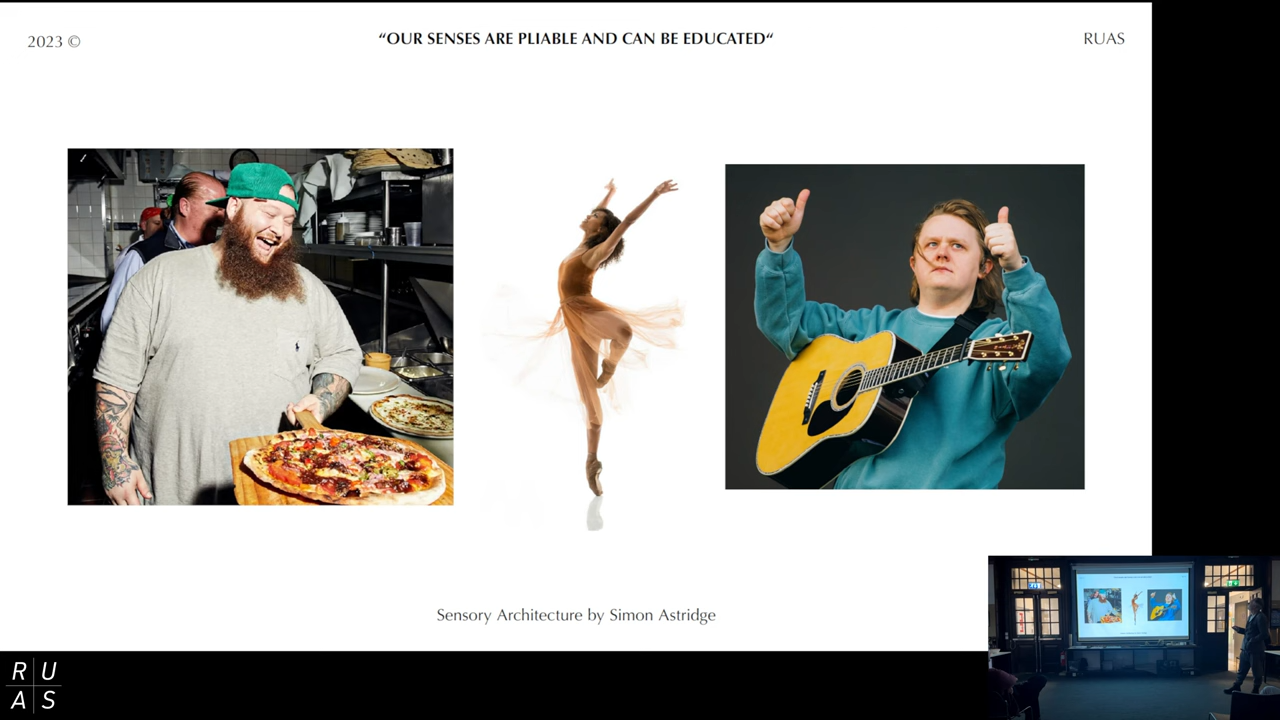 2023 ©
“OUR SENSES ARE PLIABLE AND CAN BE EDUCATED“
RUAS
Sensory Architecture by Simon Astridge
R U
A S